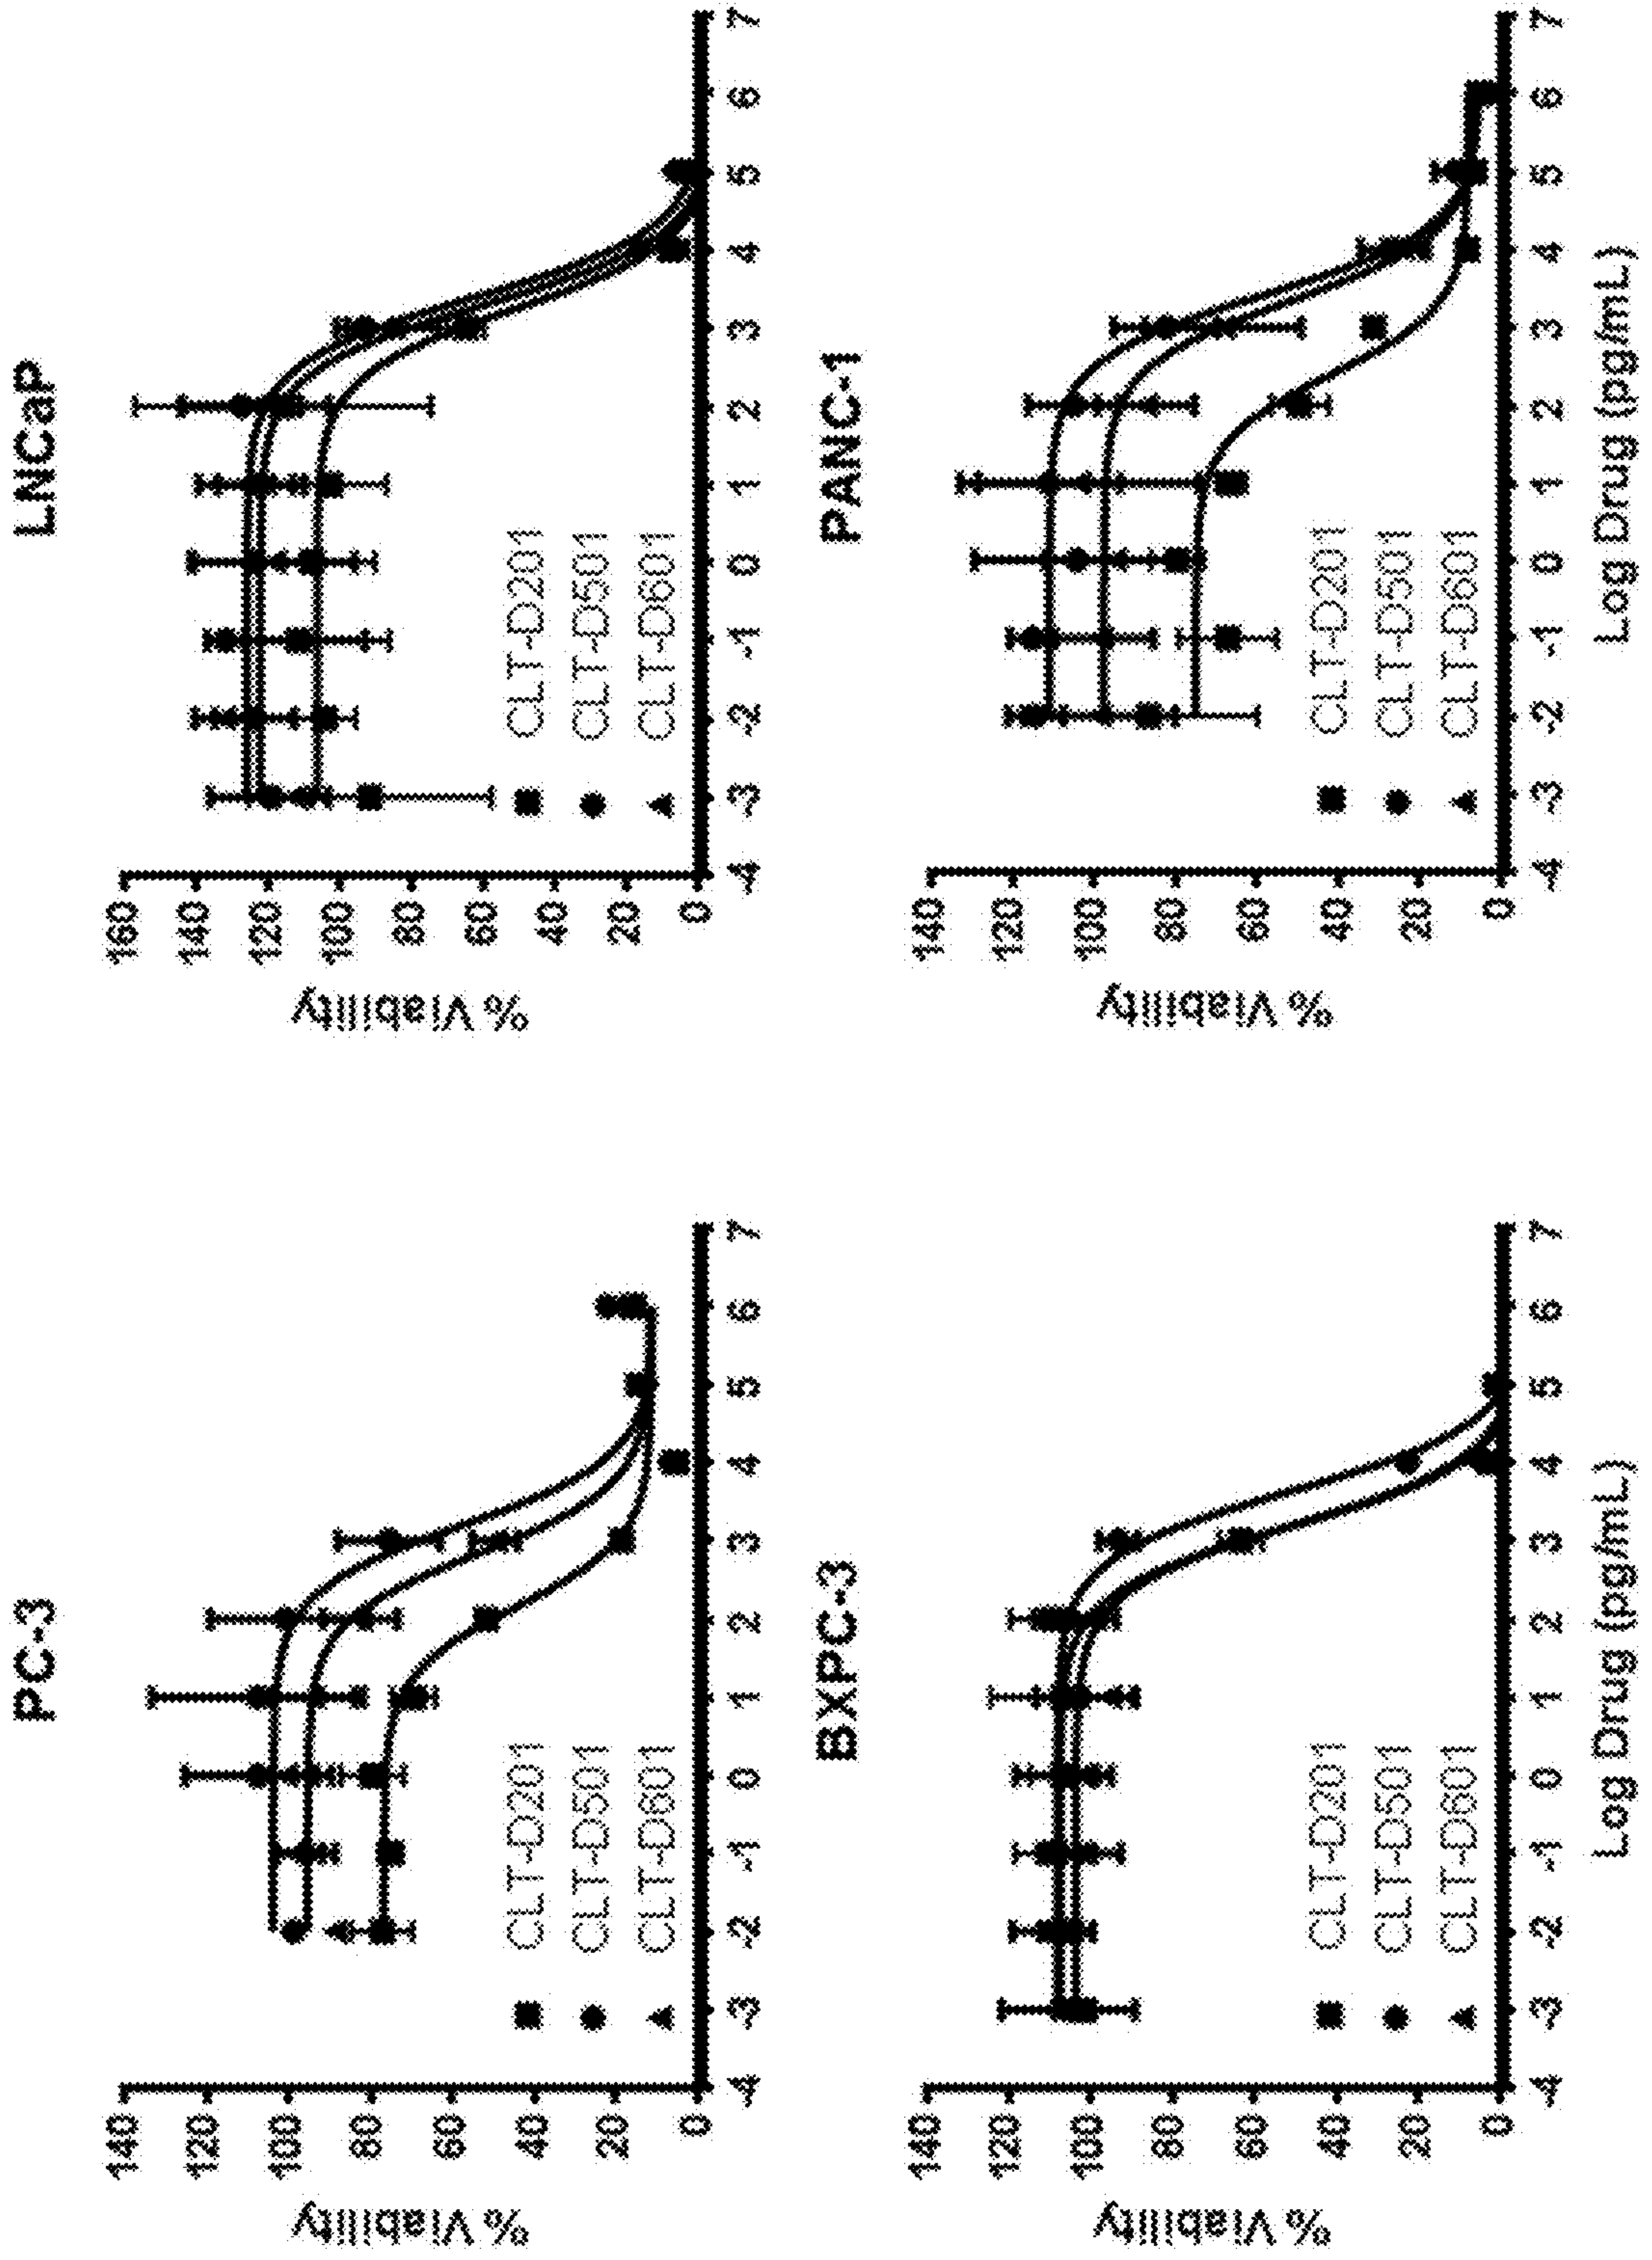 PC-3
% Viability
140
120
100
80
60
40
20
0
CLT-D201
CLT-D501
CLT-D601
-4 -3 -2 -1 0 1 2 3 4 5 6 7
LNCaP
% Viability
160
140
120
100
80
60
40
20
0
CLT-D201
CLT-D501
CLT-D601
-4 -3 -2 -1 0 1 2 3 4 5 6 7
BXPC-3
% Viability
140
120
100
80
60
40
20
0
CLT-D201
CLT-D501
CLT-D601
-4 -3 -2 -1 0 1 2 3 4 5 6 7
Log Drug (pg/mL)
PANC-1
% Viability
140
120
100
80
60
40
20
0
CLT-D201
CLT-D501
CLT-D601
-4 -3 -2 -1 0 1 2 3 4 5 6 7
Log Drug (pg/mL)